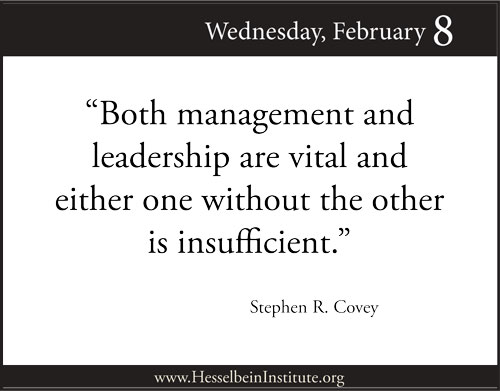 Wednesday, February 8
“Both management and
leadership are vital and
either one without the other
is insufficient.”
Stephen R. Covey
www.HesselbeinInstitute.org